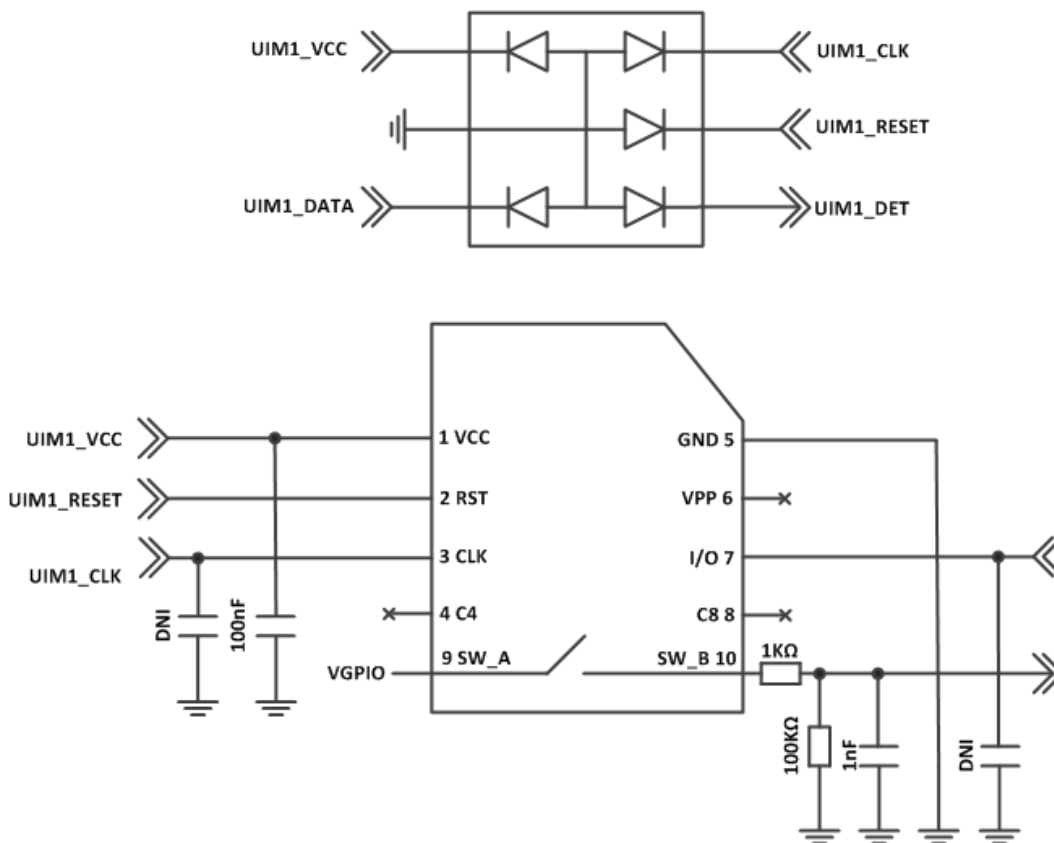 UIM1_VCC
UIM1_CLK
UIM1_RESET
UIM1_DATA
UIM1_DET
UIM1_VCC
1 VCC
GND 5
UIM1_RESET
2 RST
VPP 6
UIM1_CLK
3 CLK
I/O 7
DNI
100nF
4 C4
C8 8
VGPIO
9 SW_A
SW_B 10
1KΩ
100KΩ
1nF
DNI